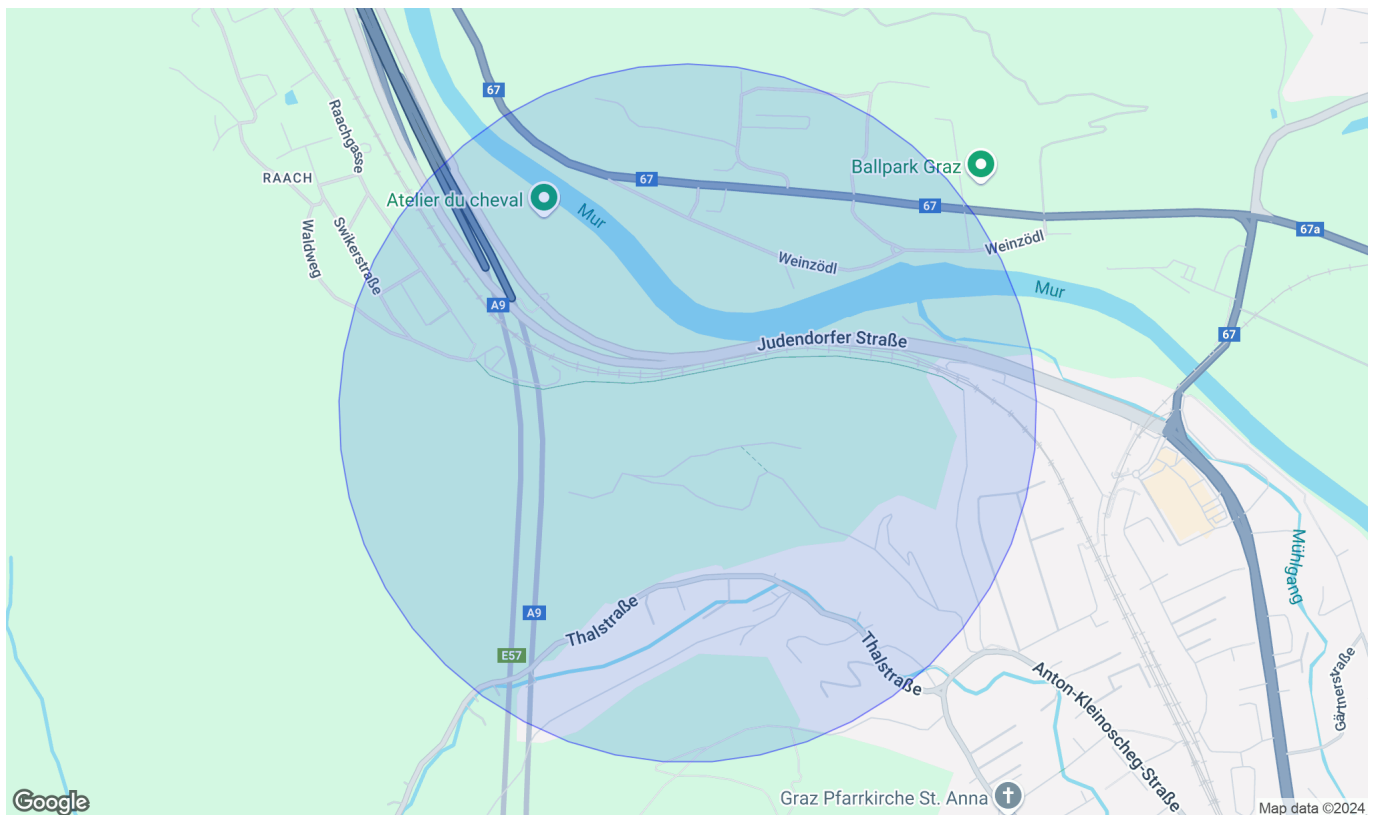 67
Raachgasse
RAACH
67
Ballpark Graz
Atelier du cheval
Mur
67
67a
Waldweg
Swikerstraße
Weinzödl
Weinzödl
Mur
A9
Judendorfer Straße
67
Mühlgang
A9
Thalstraße
E57
Thalstraße
Anton-Kleinoscheg-Straße
Gärtnerstraße
Graz Pfarrkirche St. Anna
Google
Map data ©2024